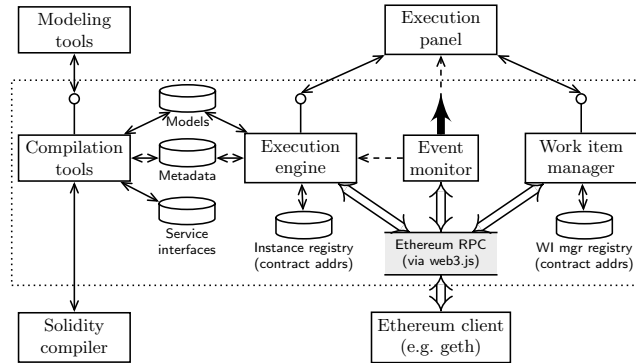 Modeling
tools
Execution
panel
Models
Compilation
tools
Metadata
Execution
engine
Event
monitor
Work item
manager
Service
interfaces
Instance registry
(contract addrs)
Ethereum RPC
(via web3.js)
WI mgr registry
(contract addrs)
Solidity
compiler
Ethereum client
(e.g. geth)